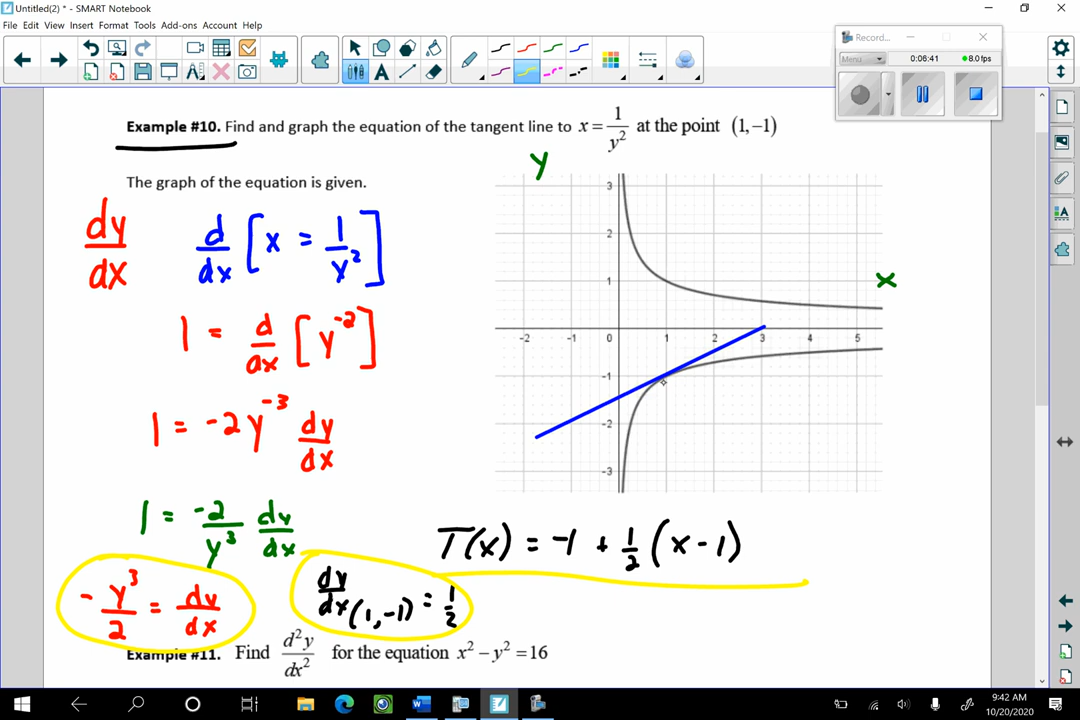 Untitled(2) * - SMART Notebook
File Edit View Insert Format Tools Add-ons Account Help
Record...
Menu 0:06:41 8.0 fps
Example #10. Find and graph the equation of the tangent line to x = 1/y² at the point (1,−1)
The graph of the equation is given.
dy/dx
d/dx [x = 1/y²]
1 = d/dx [y⁻²]
1 = -2y⁻³ dy/dx
1 = -2/y³ dy/dx
-y³/2 = dy/dx
dy/dx (1,-1) = 1/2
y
3
2
1
x
-2 -1 0 1 2 3 4 5
-1
-2
-3
T(x) = -1 + 1/2 (x-1)
Example #11. Find d²y/dx² for the equation x² − y² = 16
9:42 AM
10/20/2020